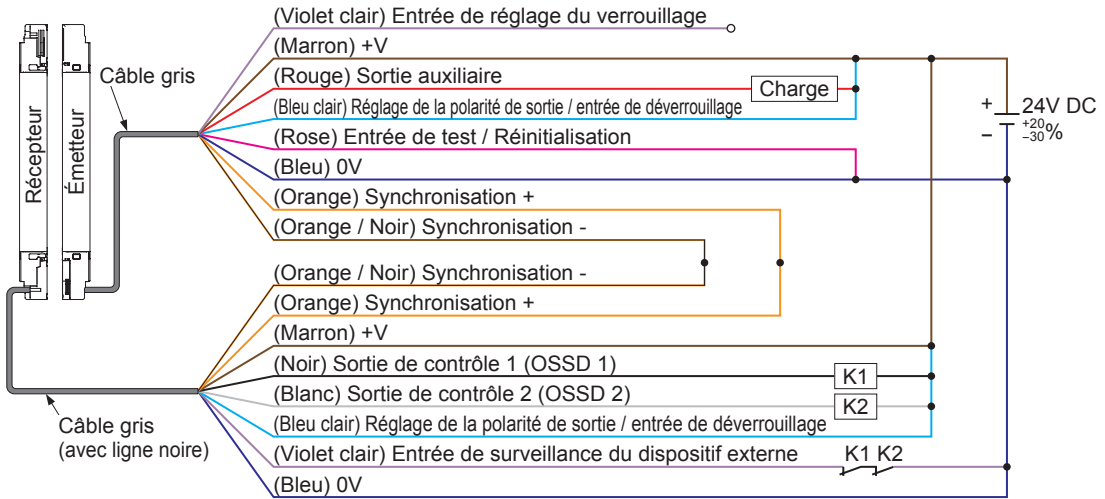 (Violet clair) Entrée de réglage du verrouillage
(Marron) +V
Câble gris
(Rouge) Sortie auxiliaire
Charge
(Bleu clair) Réglage de la polarité de sortie / entrée de déverrouillage
+ 24V DC
+20
−30 %
−
(Rose) Entrée de test / Réinitialisation
Récepteur
Émetteur
(Bleu) 0V
(Orange) Synchronisation +
(Orange / Noir) Synchronisation -
(Orange / Noir) Synchronisation -
(Orange) Synchronisation +
(Marron) +V
(Noir) Sortie de contrôle 1 (OSSD 1)
K1
(Blanc) Sortie de contrôle 2 (OSSD 2)
K2
Câble gris
(avec ligne noire)
(Bleu clair) Réglage de la polarité de sortie / entrée de déverrouillage
(Violet clair) Entrée de surveillance du dispositif externe
K1 K2
(Bleu) 0V